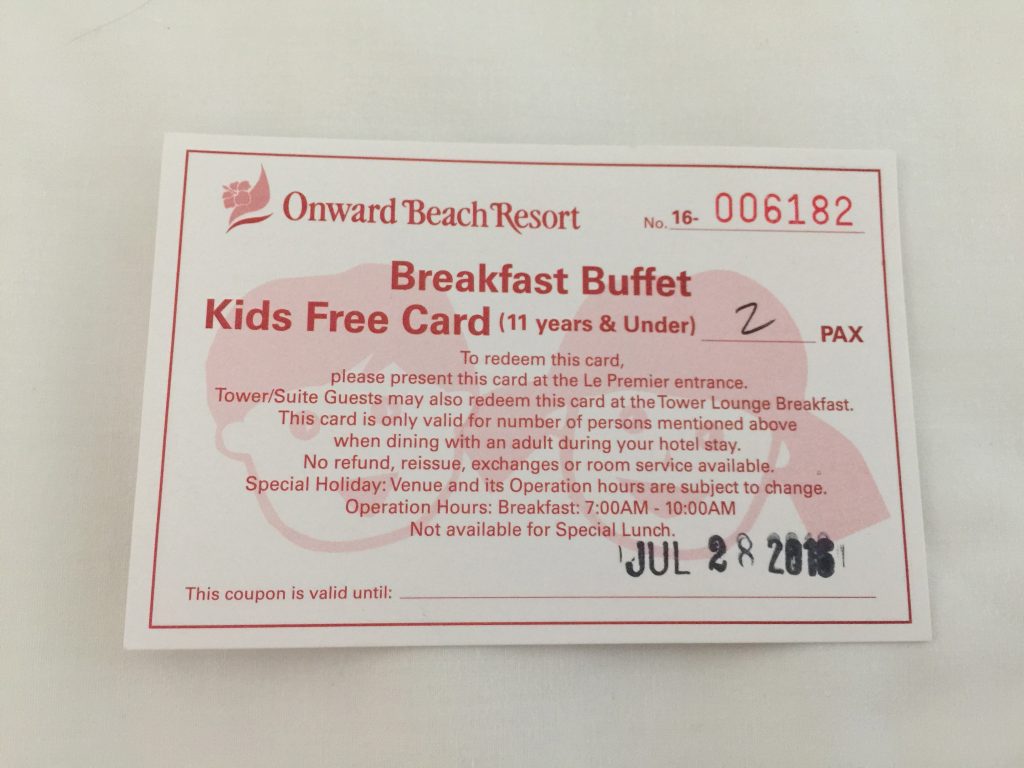 Onward Beach Resort
No. 16- 006182
Breakfast Buffet
Kids Free Card (11 years & Under) 2 PAX
To redeem this card,
please present this card at the Le Premier entrance.
Tower/Suite Guests may also redeem this card at the Tower Lounge Breakfast.
This card is only valid for number of persons mentioned above
when dining with an adult during your hotel stay.
No refund, reissue, exchanges or room service available.
Special Holiday: Venue and its Operation hours are subject to change.
Operation Hours: Breakfast: 7:00AM - 10:00AM
Not available for Special Lunch.
JUL 28 2016
This coupon is valid until: